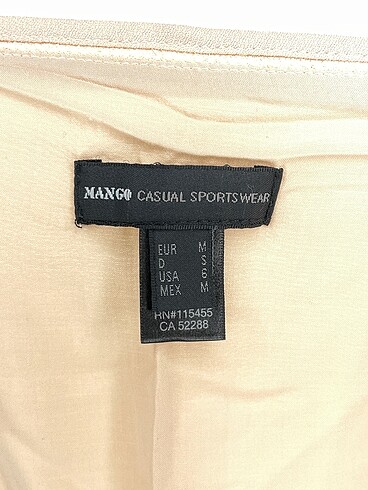 MANGO CASUAL SPORTSWEAR
EUR M
D S
USA 6
MEX M
RN#115455
CA 52288